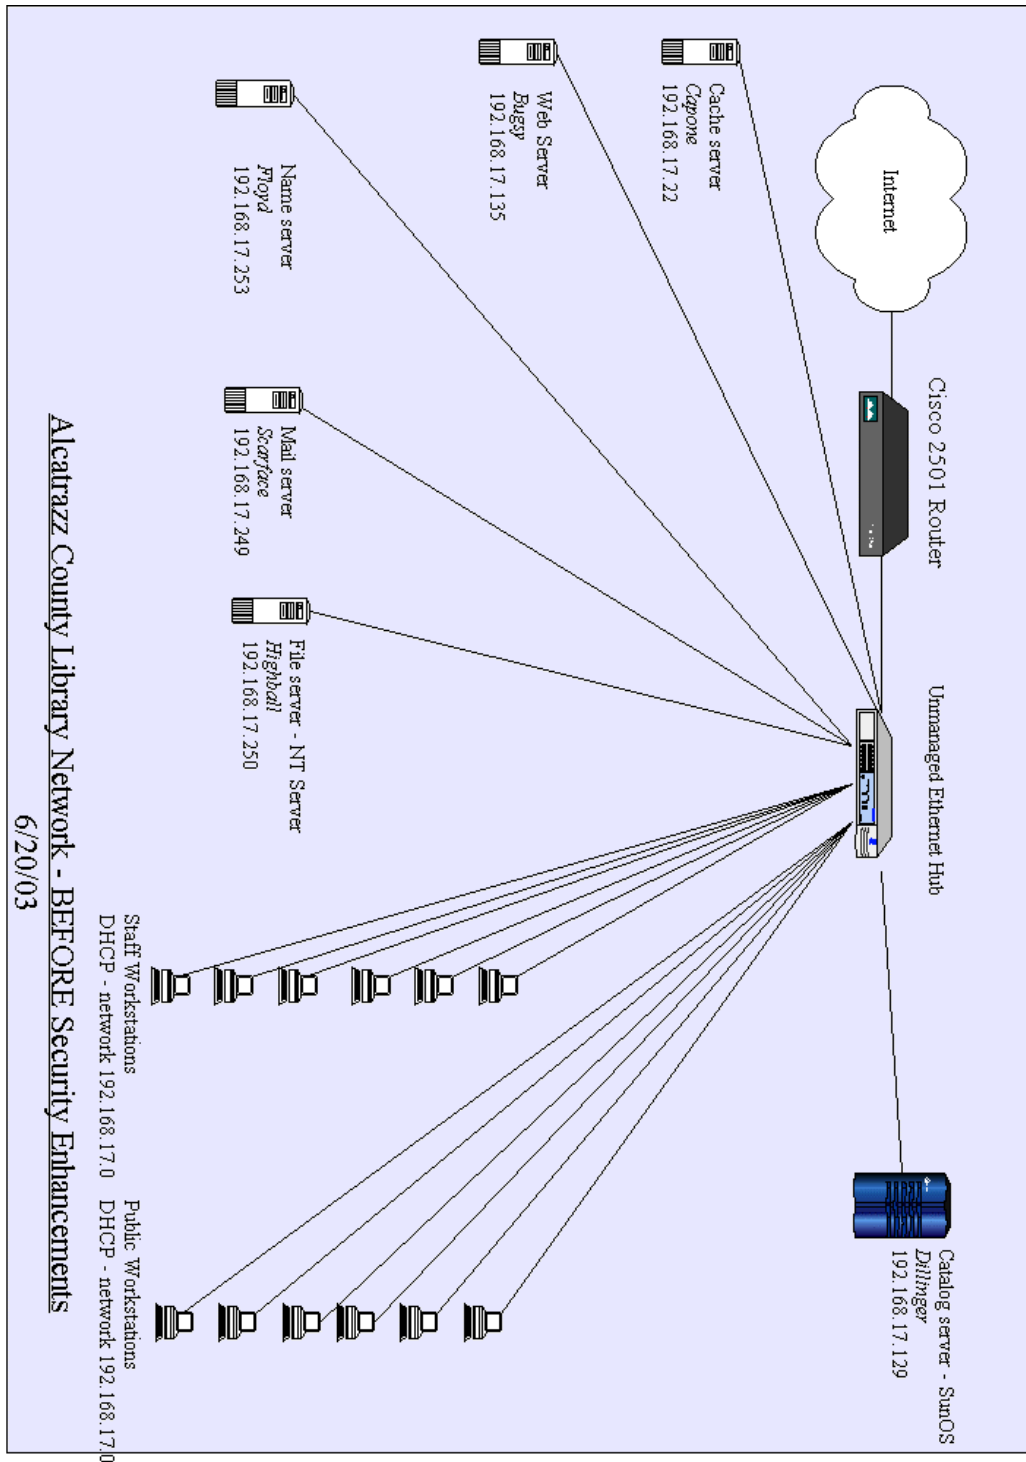 Internet
Cisco 2501 Router
Unmanaged Ethernet Hub
Catalog server - SunOS
Dillinger
192.168.17.129
Cache server
Capone
192.168.17.22
Web Server
Bugsy
192.168.17.135
Name server
Floyd
192.168.17.253
Mail server
Scarface
192.168.17.249
File server - NT Server
Highball
192.168.17.250
Staff Workstations
DHCP - network 192.168.17.0
Public Workstations
DHCP - network 192.168.17.0
Alcatrazz County Library Network - BEFORE Security Enhancements
6/20/03